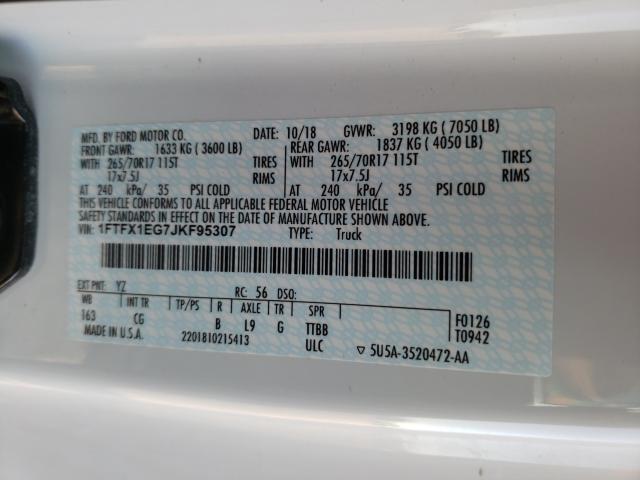 MFD. BY FORD MOTOR CO.
DATE: 10/18 GVWR: 3198 KG ( 7050 LB)
FRONT GAWR: 1633 KG ( 3600 LB)
REAR GAWR: 1837 KG ( 4050 LB)
WITH 265/70R17 115T TIRES
WITH 265/70R17 115T TIRES
17x7.5J RIMS
17x7.5J RIMS
AT 240 kPa/ 35 PSI COLD
AT 240 kPa/ 35 PSI COLD
THIS VEHICLE CONFORMS TO ALL APPLICABLE FEDERAL MOTOR VEHICLE
SAFETY STANDARDS IN EFFECT ON THE DATE OF MANUFACTURE SHOWN ABOVE.
VIN: 1FTFX1EG7JKF95307
TYPE: Truck
EXT PNT: YZ RC: 56 DSO:
WB INT TR TP/PS R AXLE TR SPR
163 CG B L9 G TTBB
F0126
T0942
MADE IN U.S.A. 2201810215413 ULC ▽ 5U5A-3520472-AA